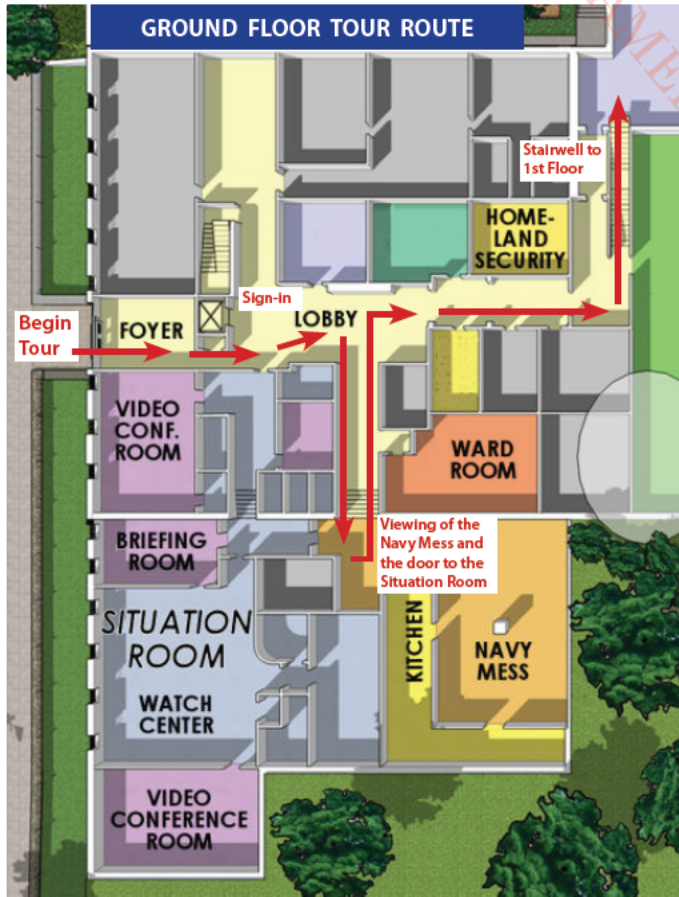 GROUND FLOOR TOUR ROUTE
Stairwell to
1st Floor
HOME-
LAND
SECURITY
Sign-in
LOBBY
Begin
Tour
FOYER
VIDEO
CONF.
ROOM
WARD
ROOM
BRIEFING
ROOM
Viewing of the
Navy Mess and
the door to the
Situation Room
SITUATION
ROOM
KITCHEN
NAVY
MESS
WATCH
CENTER
VIDEO
CONFERENCE
ROOM